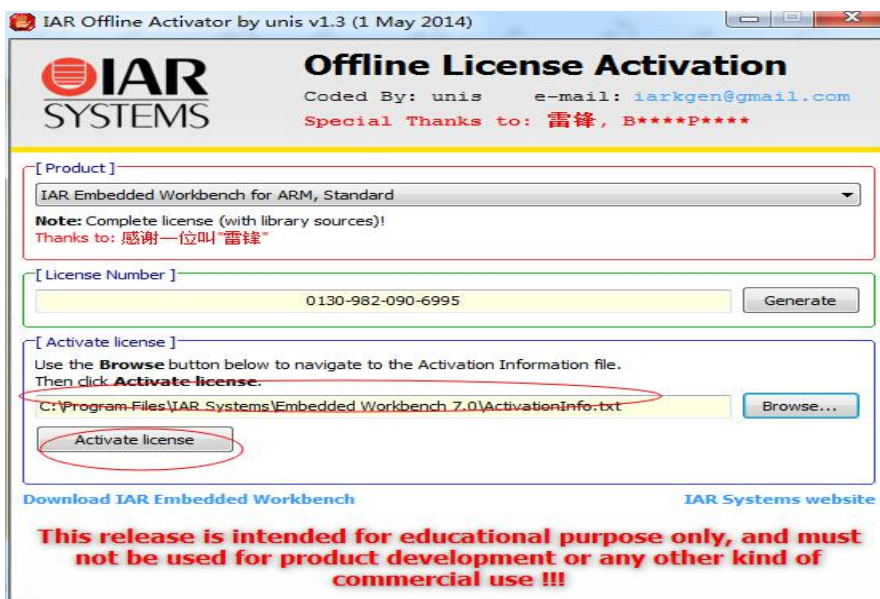 IAR Offline Activator by unis v1.3 (1 May 2014)
IAR
SYSTEMS
Offline License Activation
Coded By: unis e-mail: iarkgen@gmail.com
Special Thanks to: 雷锋, B****P****
[ Product ]
IAR Embedded Workbench for ARM, Standard
Note: Complete license (with library sources)!
Thanks to: 感谢一位叫"雷锋"
[ License Number ]
0130-982-090-6995
Generate
[ Activate license ]
Use the Browse button below to navigate to the Activation Information file.
Then click Activate license.
C:\Program Files\IAR Systems\Embedded Workbench 7.0\ActivationInfo.txt
Browse...
Activate license
Download IAR Embedded Workbench
IAR Systems website
This release is intended for educational purpose only, and must
not be used for product development or any other kind of
commercial use !!!